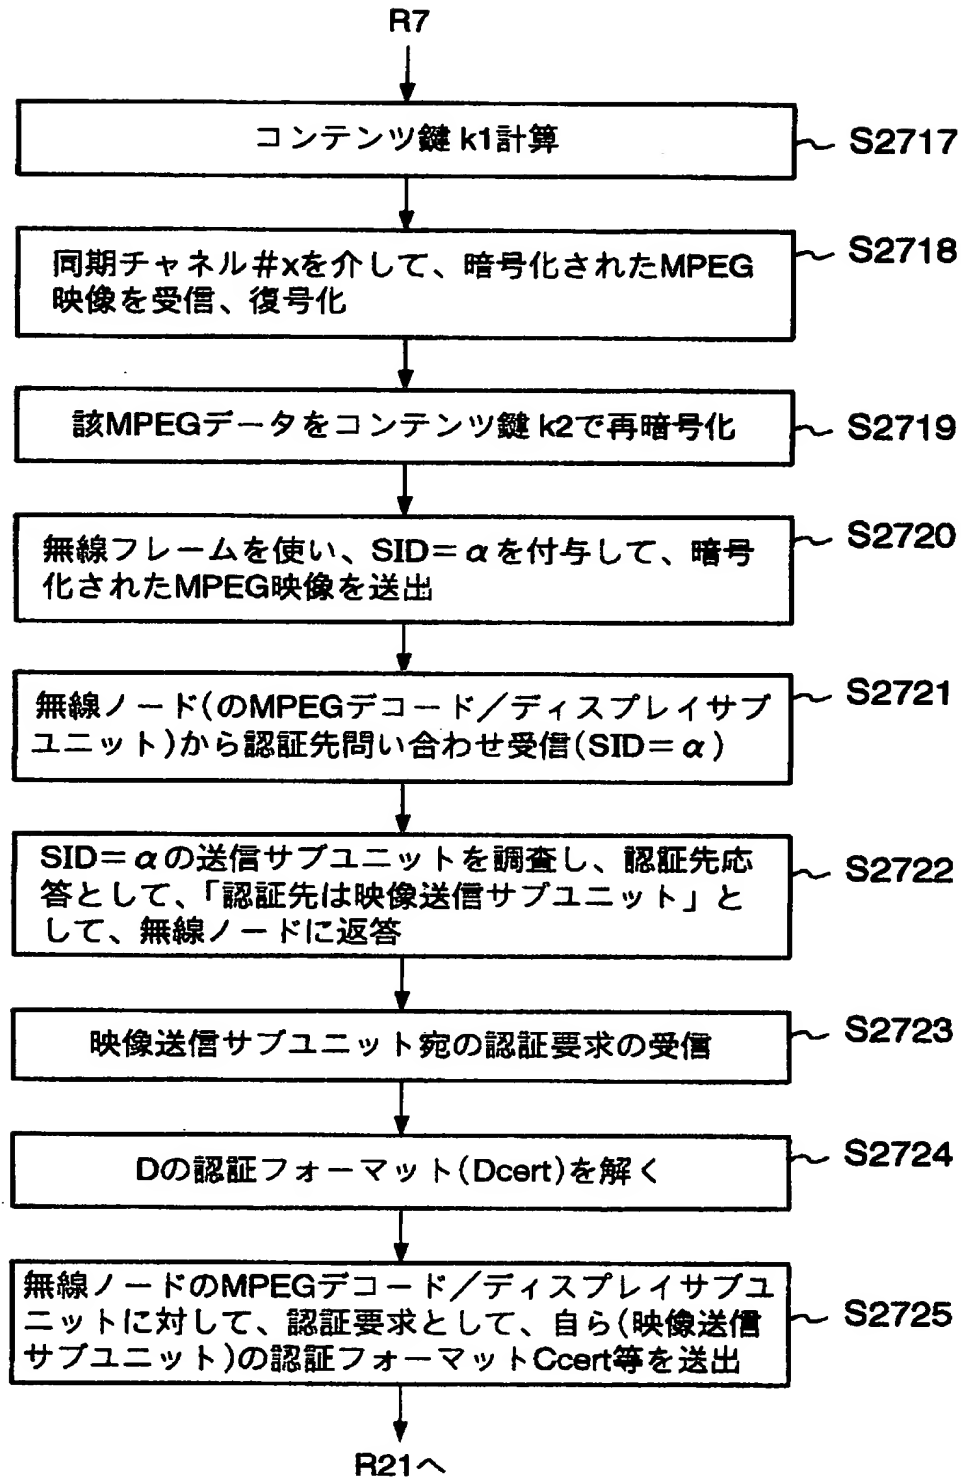 R7
コンテンツ鍵 k1計算
S2717
同期チャネル＃xを介して、暗号化されたMPEG
映像を受信、復号化
S2718
該MPEGデータをコンテンツ鍵 k2で再暗号化
S2719
無線フレームを使い、SID＝αを付与して、暗号
化されたMPEG映像を送出
S2720
無線ノード(のMPEGデコード／ディスプレイサブ
ユニット)から認証先問い合わせ受信(SID＝α)
S2721
SID＝αの送信サブユニットを調査し、認証先応
答として、「認証先は映像送信サブユニット」と
して、無線ノードに返答
S2722
映像送信サブユニット宛の認証要求の受信
S2723
Dの認証フォーマット(Dcert)を解く
S2724
無線ノードのMPEGデコード／ディスプレイサブユ
ニットに対して、認証要求として、自ら(映像送信
サブユニット)の認証フォーマットCcert等を送出
S2725
R21へ